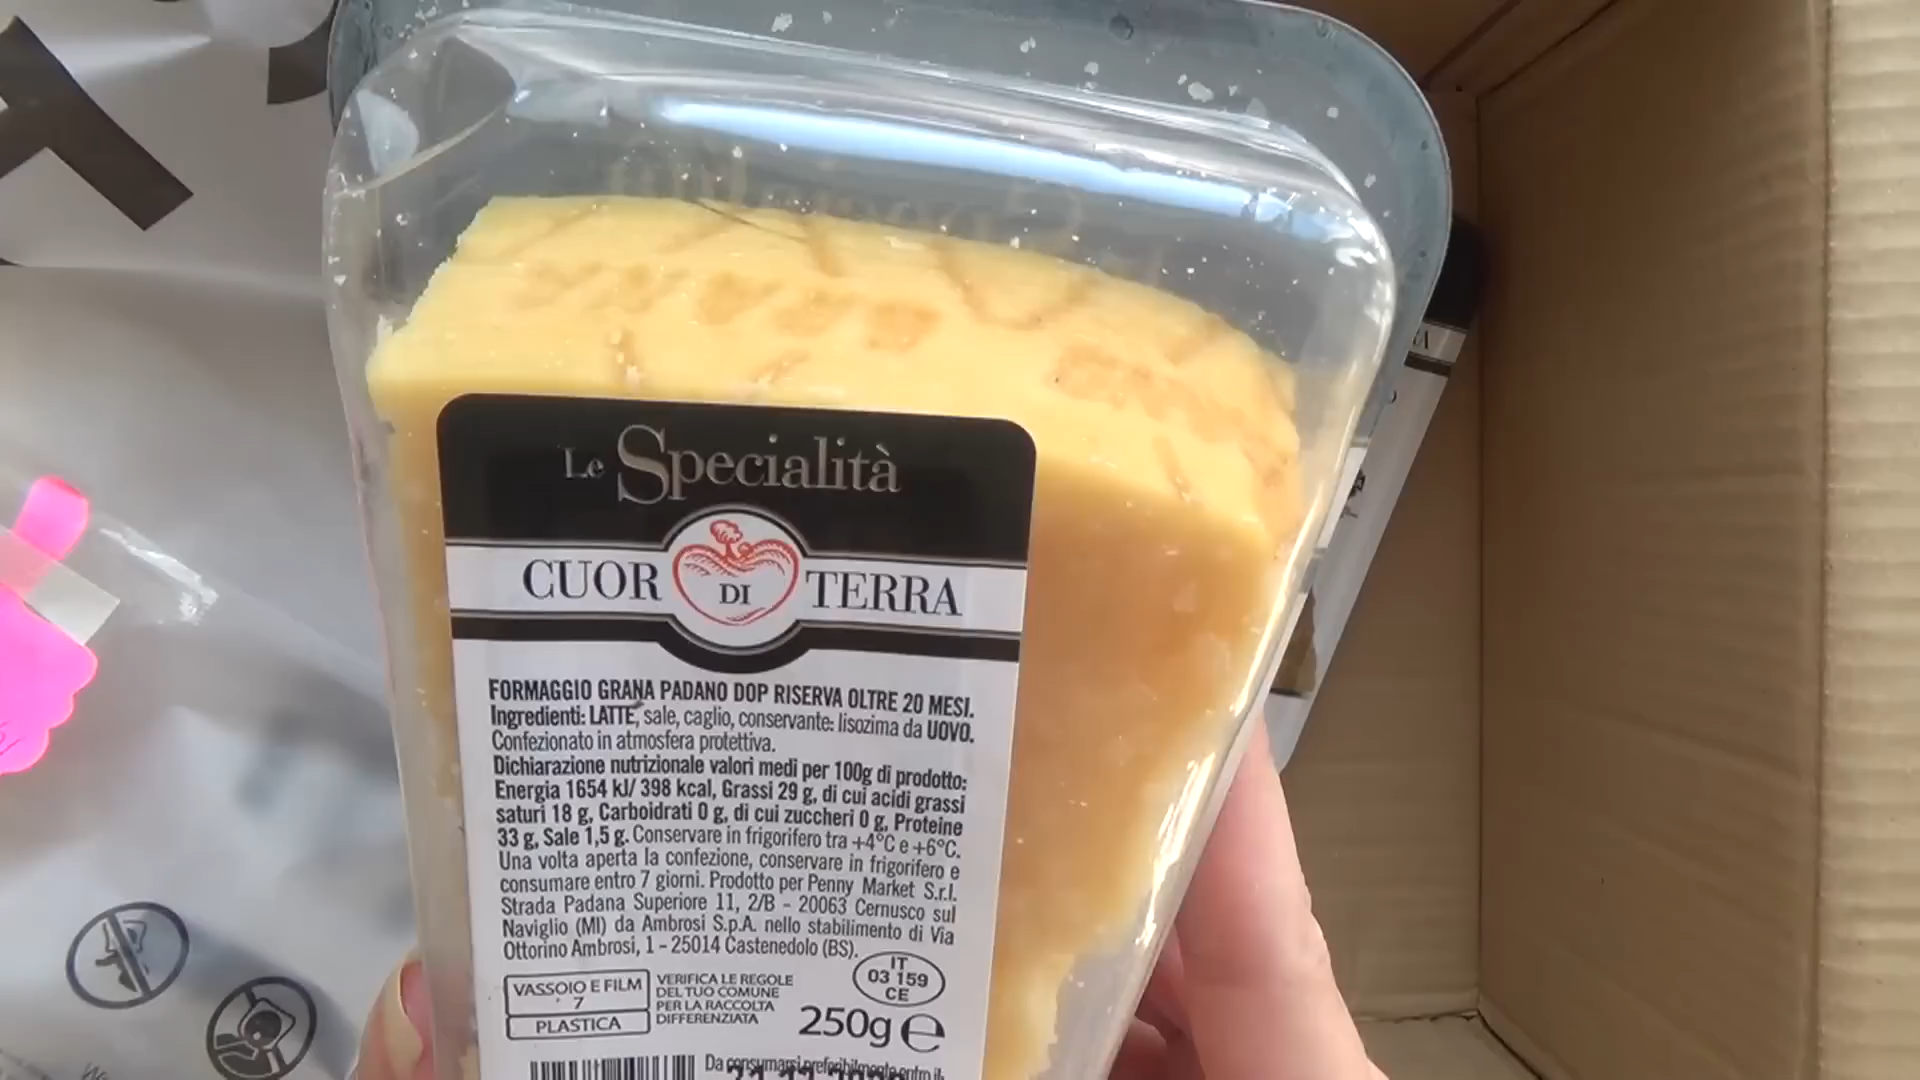 Le Specialità
CUOR DI TERRA
FORMAGGIO GRANA PADANO DOP RISERVA OLTRE 20 MESI.
Ingredienti: LATTE, sale, caglio, conservante: lisozima da UOVO.
Confezionato in atmosfera protettiva.
Dichiarazione nutrizionale valori medi per 100g di prodotto:
Energia 1654 kJ/ 398 kcal, Grassi 29 g, di cui acidi grassi
saturi 18 g, Carboidrati 0 g, di cui zuccheri 0 g, Proteine
33 g, Sale 1,5 g. Conservare in frigorifero tra +4°C e +6°C.
Una volta aperta la confezione, conservare in frigorifero e
consumare entro 7 giorni. Prodotto per Penny Market S.r.l.
Strada Padana Superiore 11, 2/B - 20063 Cernusco sul
Naviglio (MI) da Ambrosi S.p.A. nello stabilimento di Via
Ottorino Ambrosi, 1 - 25014 Castenedolo (BS).
VASSOIO E FILM
7
PLASTICA
VERIFICA LE REGOLE
DEL TUO COMUNE
PER LA RACCOLTA
DIFFERENZIATA
IT
03 159
CE
250g e
Da consumarsi preferibilmente entro il